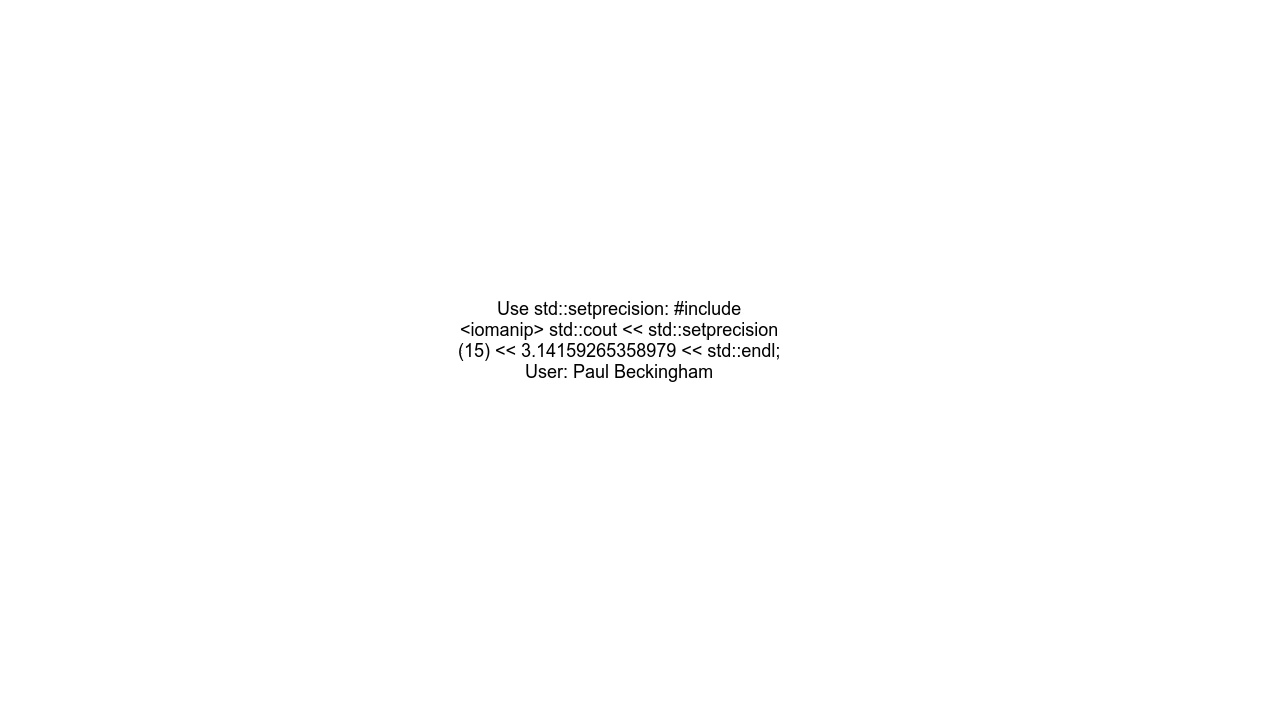 Use std::setprecision: #include
<iomanip> std::cout << std::setprecision
(15) << 3.14159265358979 << std::endl;
User: Paul Beckingham